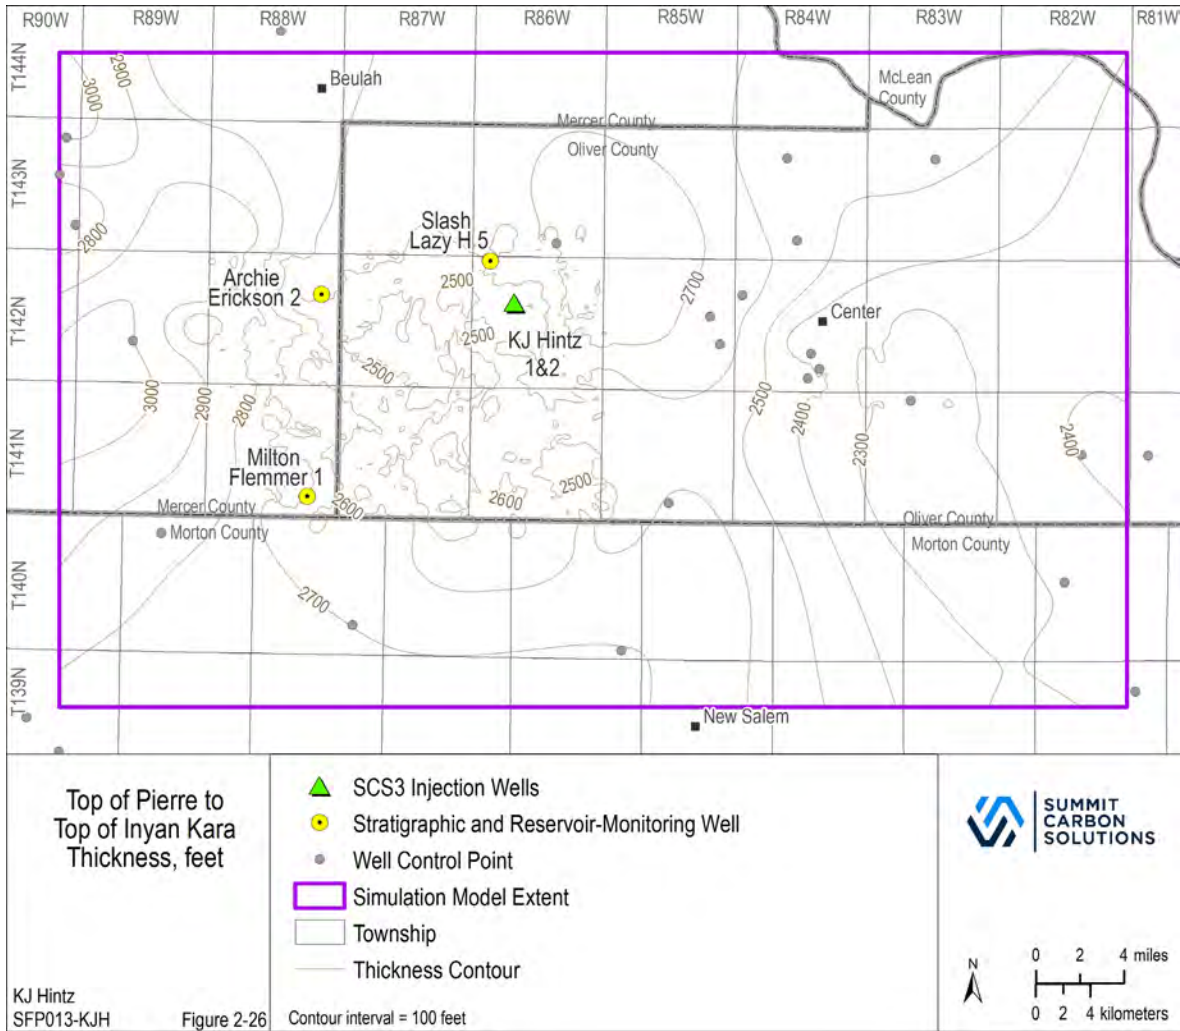 R90W R89W R88W R87W R86W R85W R84W R83W R82W R81W
T144N
T143N
T142N
T141N
T140N
T139N
2900
3000
Beulah
McLean
County
Mercer County
Oliver County
2800
Slash
Lazy H 5
2500
2700
Archie
Erickson 2
Center
2500
KJ Hintz
1&2
2500
3000
2900
2800
2500
2400
2300
2400
Milton
Flemmer 1
2600
2600
2500
Mercer County
Morton County
Oliver County
Morton County
2700
New Salem
Top of Pierre to
Top of Inyan Kara
Thickness, feet
KJ Hintz
SFP013-KJH Figure 2-26
SCS3 Injection Wells
Stratigraphic and Reservoir-Monitoring Well
Well Control Point
Simulation Model Extent
Township
Thickness Contour
Contour interval = 100 feet
SUMMIT
CARBON
SOLUTIONS
N
0 2 4 miles
0 2 4 kilometers